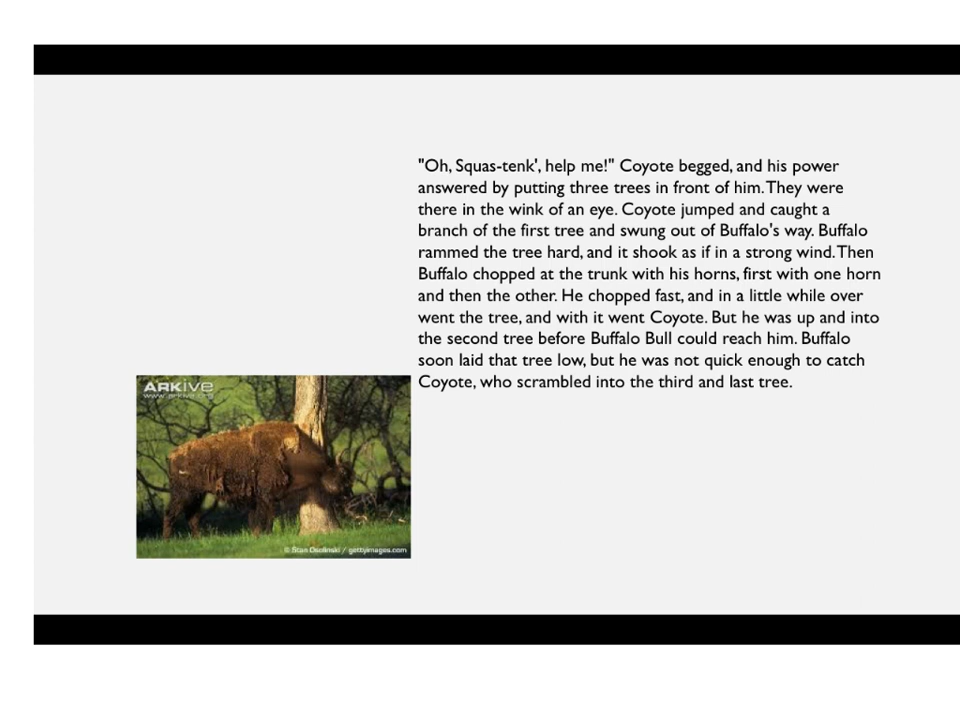 "Oh, Squas-tenk', help me!" Coyote begged, and his power
answered by putting three trees in front of him. They were
there in the wink of an eye. Coyote jumped and caught a
branch of the first tree and swung out of Buffalo's way. Buffalo
rammed the tree hard, and it shook as if in a strong wind. Then
Buffalo chopped at the trunk with his horns, first with one horn
and then the other. He chopped fast, and in a little while over
went the tree, and with it went Coyote. But he was up and into
the second tree before Buffalo Bull could reach him. Buffalo
soon laid that tree low, but he was not quick enough to catch
Coyote, who scrambled into the third and last tree.
ARKive
www.arkive.org
© Stan Osolinski / gettyimages.com